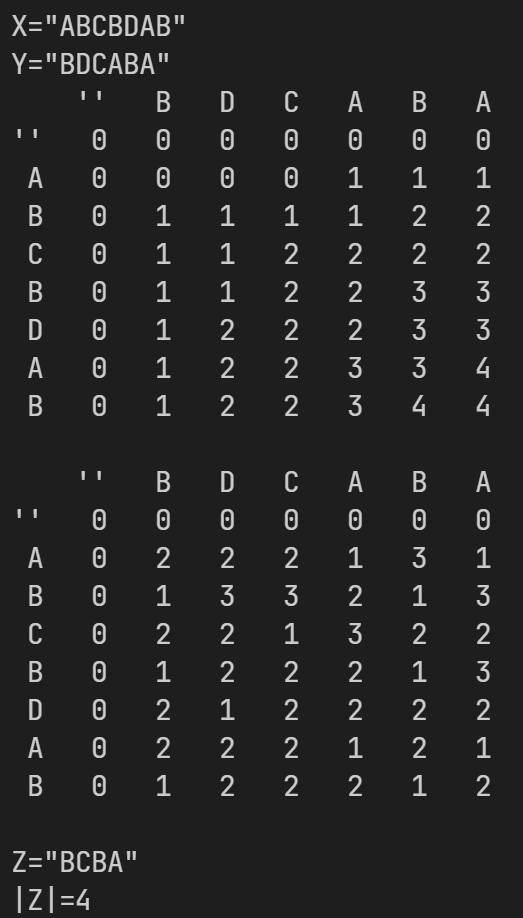 X="ABCBDAB"
Y="BDCABA"
'' B D C A B A
'' 0 0 0 0 0 0 0
A 0 0 0 0 1 1 1
B 0 1 1 1 1 2 2
C 0 1 1 2 2 2 2
B 0 1 1 2 2 3 3
D 0 1 2 2 2 3 3
A 0 1 2 2 3 3 4
B 0 1 2 2 3 4 4
'' B D C A B A
'' 0 0 0 0 0 0 0
A 0 2 2 2 1 3 1
B 0 1 3 3 2 1 3
C 0 2 2 1 3 2 2
B 0 1 2 2 2 1 3
D 0 2 1 2 2 2 2
A 0 2 2 2 1 2 1
B 0 1 2 2 2 1 2
Z="BCBA"
|Z|=4